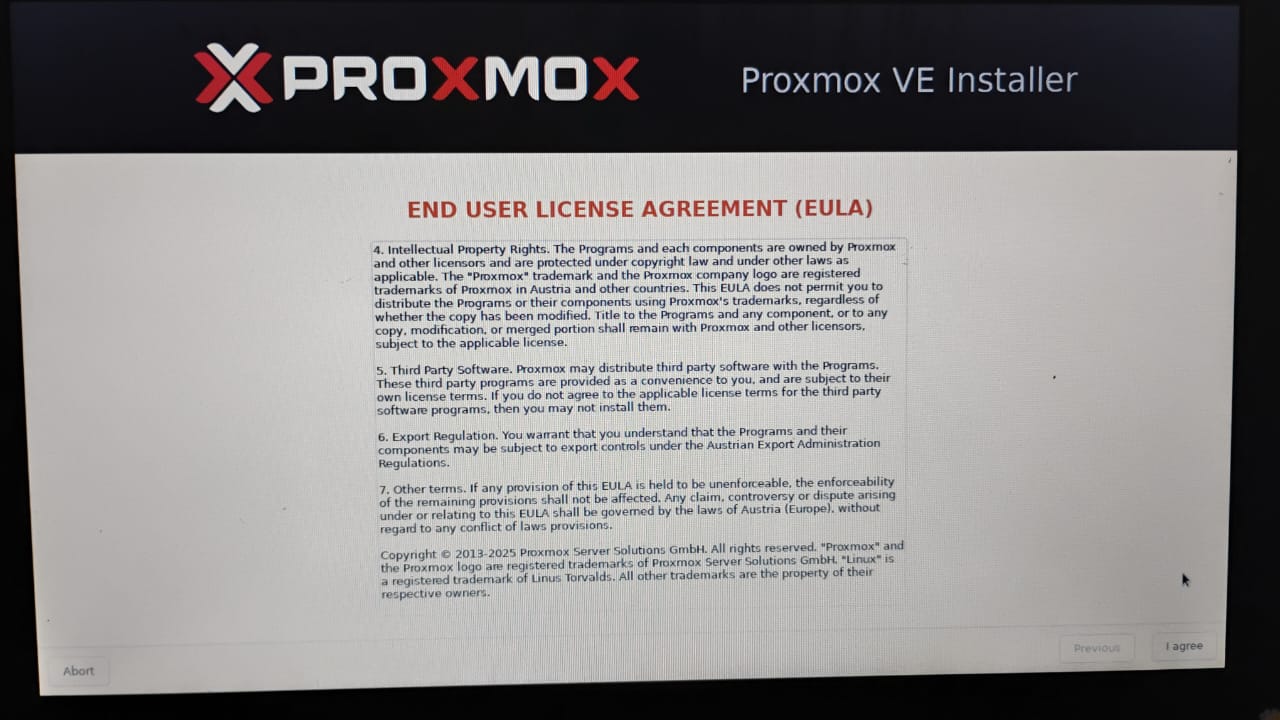 PROXMOX
Proxmox VE Installer
END USER LICENSE AGREEMENT (EULA)
4. Intellectual Property Rights. The Programs and each components are owned by Proxmox
and other licensors and are protected under copyright law and under other laws as
applicable. The "Proxmox" trademark and the Proxmox company logo are registered
trademarks of Proxmox in Austria and other countries. This EULA does not permit you to
distribute the Programs or their components using Proxmox's trademarks, regardless of
whether the copy has been modified. Title to the Programs and any component, or to any
copy, modification, or merged portion shall remain with Proxmox and other licensors,
subject to the applicable license.
5. Third Party Software. Proxmox may distribute third party software with the Programs.
These third party programs are provided as a convenience to you, and are subject to their
own license terms. If you do not agree to the applicable license terms for the third party
software programs, then you may not install them.
6. Export Regulation. You warrant that you understand that the Programs and their
components may be subject to export controls under the Austrian Export Administration
Regulations.
7. Other terms. If any provision of this EULA is held to be unenforceable, the enforceability
of the remaining provisions shall not be affected. Any claim, controversy or dispute arising
under or relating to this EULA shall be governed by the laws of Austria (Europe), without
regard to any conflict of laws provisions.
Copyright © 2013-2025 Proxmox Server Solutions GmbH. All rights reserved. "Proxmox" and
the Proxmox logo are registered trademarks of Proxmox Server Solutions GmbH. "Linux" is
a registered trademark of Linus Torvalds. All other trademarks are the property of their
respective owners.
Abort
Previous
I agree